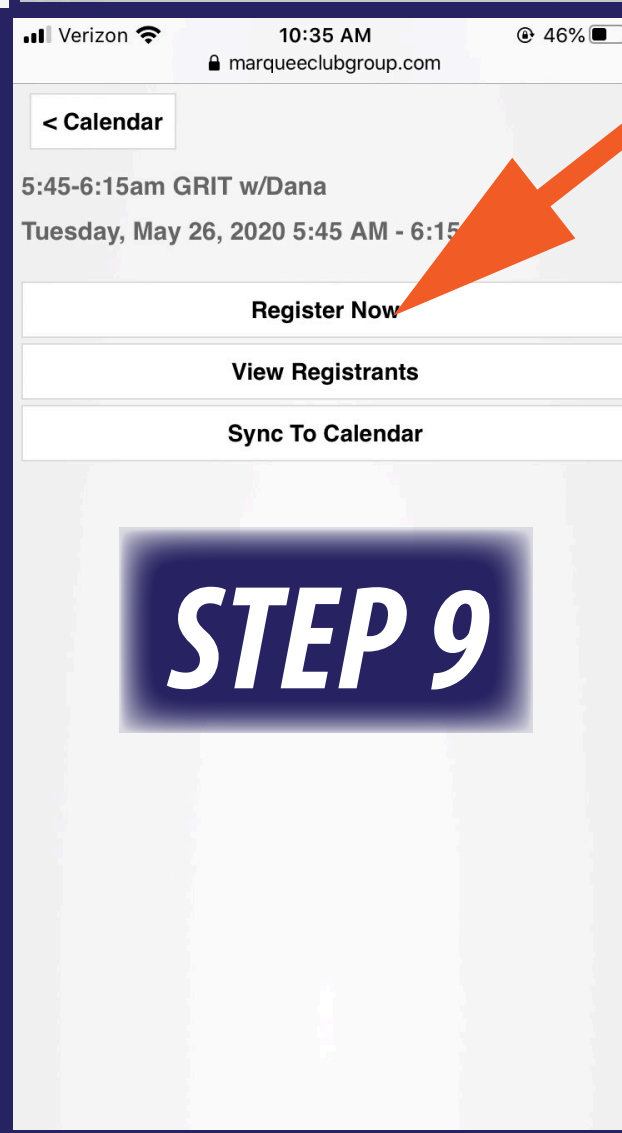 Verizon 10:35 AM 46%
marqueeclubgroup.com
< Calendar
5:45-6:15am GRIT w/Dana
Tuesday, May 26, 2020 5:45 AM - 6:15
Register Now
View Registrants
Sync To Calendar
STEP 9